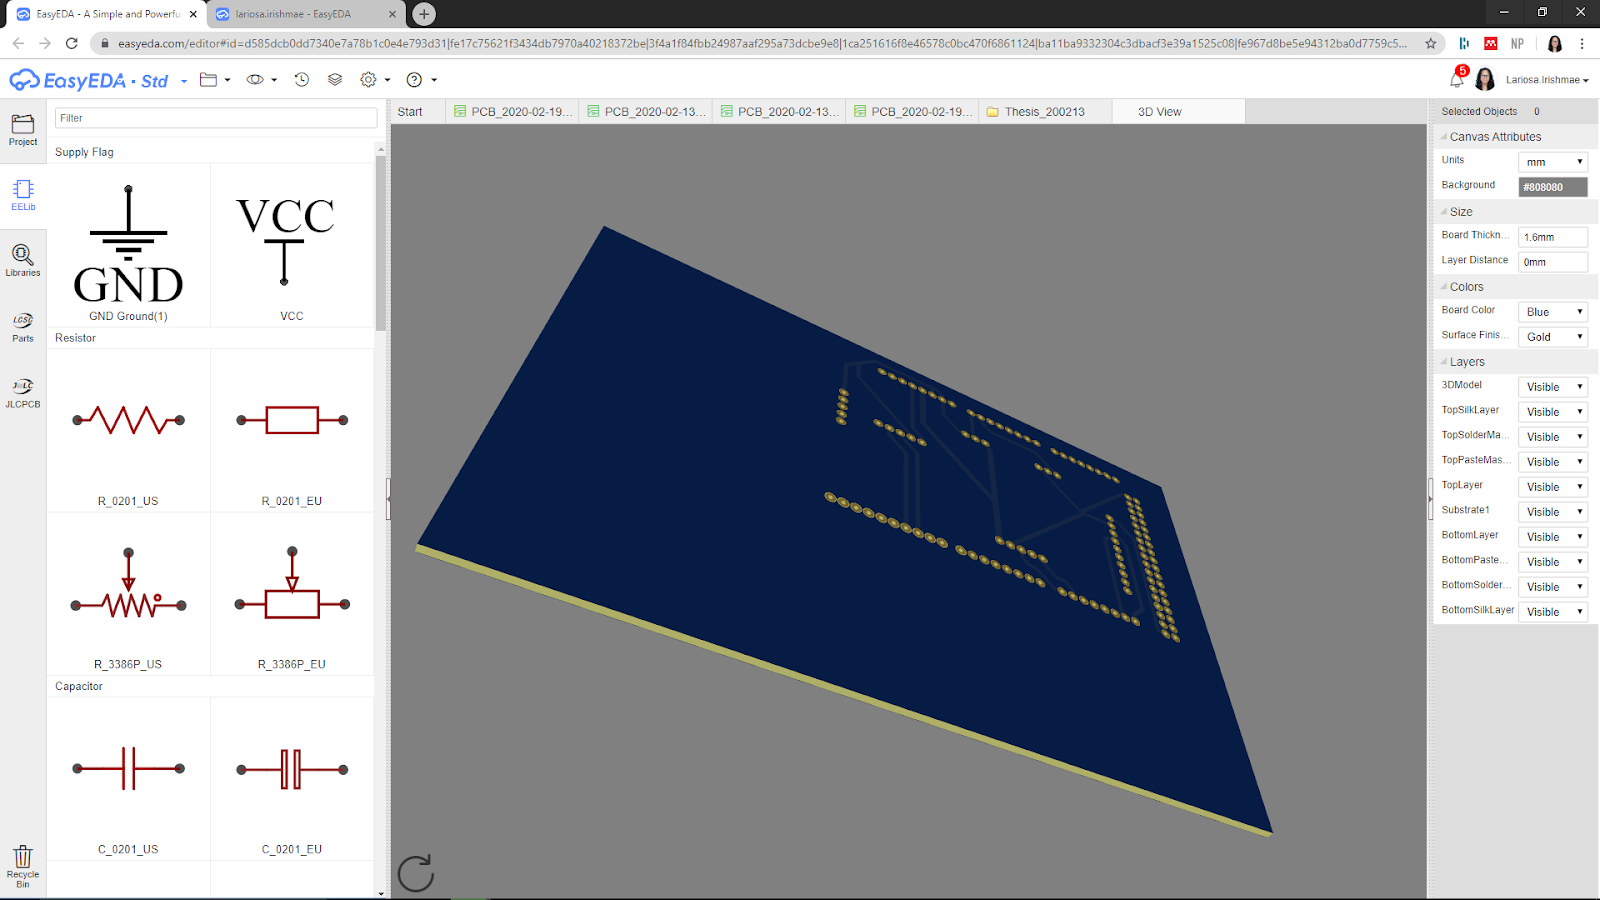 EasyEDA - A Simple and Powerfu
lariosa.irishmae - EasyEDA
easyeda.com/editor#id=d585dcb0dd7340e7a78b1c0e4e793d31|fe17c75621f3434db7970a40218372be|3f4a1f84fbb24987aaf295a73dcbe9e8|1ca251616f8e46578c0bc470f6861124|ba11ba9332304c3dbacf3e39a1525c08|fe967d8be5e94312ba0d7759c5...
NP
EasyEDA · Std
5
Lariosa.Irishmae
Start
PCB_2020-02-19...
PCB_2020-02-13...
PCB_2020-02-13...
PCB_2020-02-19...
Thesis_200213
3D View
Project
EELib
Libraries
LCSC
Parts
JLCPCB
Recycle
Bin
Filter
Supply Flag
GND
VCC
GND Ground(1)
VCC
Resistor
R_0201_US
R_0201_EU
R_3386P_US
R_3386P_EU
Capacitor
C_0201_US
C_0201_EU
Selected Objects 0
Canvas Attributes
Units mm
Background #808080
Size
Board Thickn... 1.6mm
Layer Distance 0mm
Colors
Board Color Blue
Surface Finis... Gold
Layers
3DModel Visible
TopSilkLayer Visible
TopSolderMa... Visible
TopPasteMas... Visible
TopLayer Visible
Substrate1 Visible
BottomLayer Visible
BottomPaste... Visible
BottomSolder... Visible
BottomSilkLayer Visible